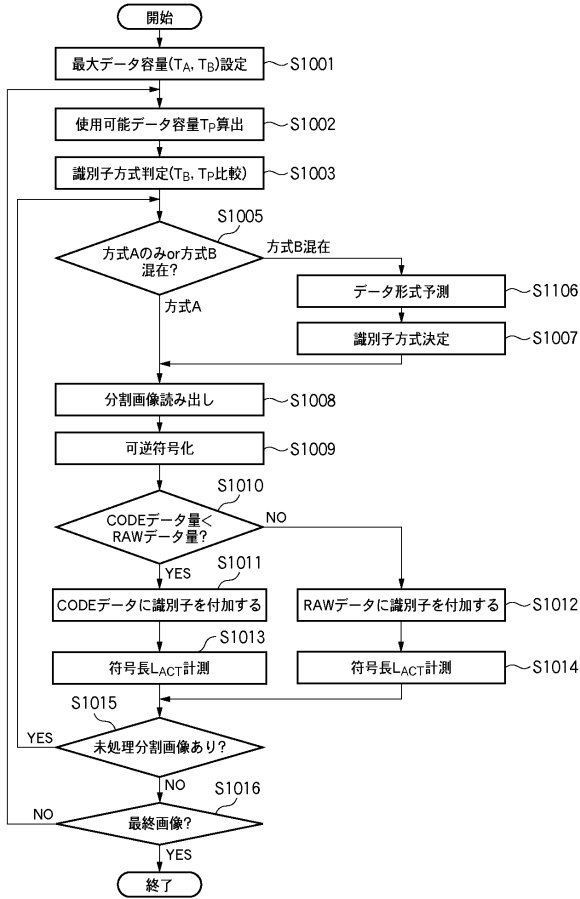 開始
最大データ容量(TA, TB)設定
S1001
使用可能データ容量TP算出
S1002
識別子方式判定(TB, TP比較)
S1003
S1005
方式Aのみor方式B
混在?
方式B混在
方式A
データ形式予測
S1106
識別子方式決定
S1007
分割画像読み出し
S1008
可逆符号化
S1009
S1010
CODEデータ量<
RAWデータ量?
NO
YES
S1011
CODEデータに識別子を付加する
RAWデータに識別子を付加する
S1012
S1013
符号長LACT計測
符号長LACT計測
S1014
S1015
未処理分割画像あり?
YES
NO
S1016
最終画像?
NO
YES
終了